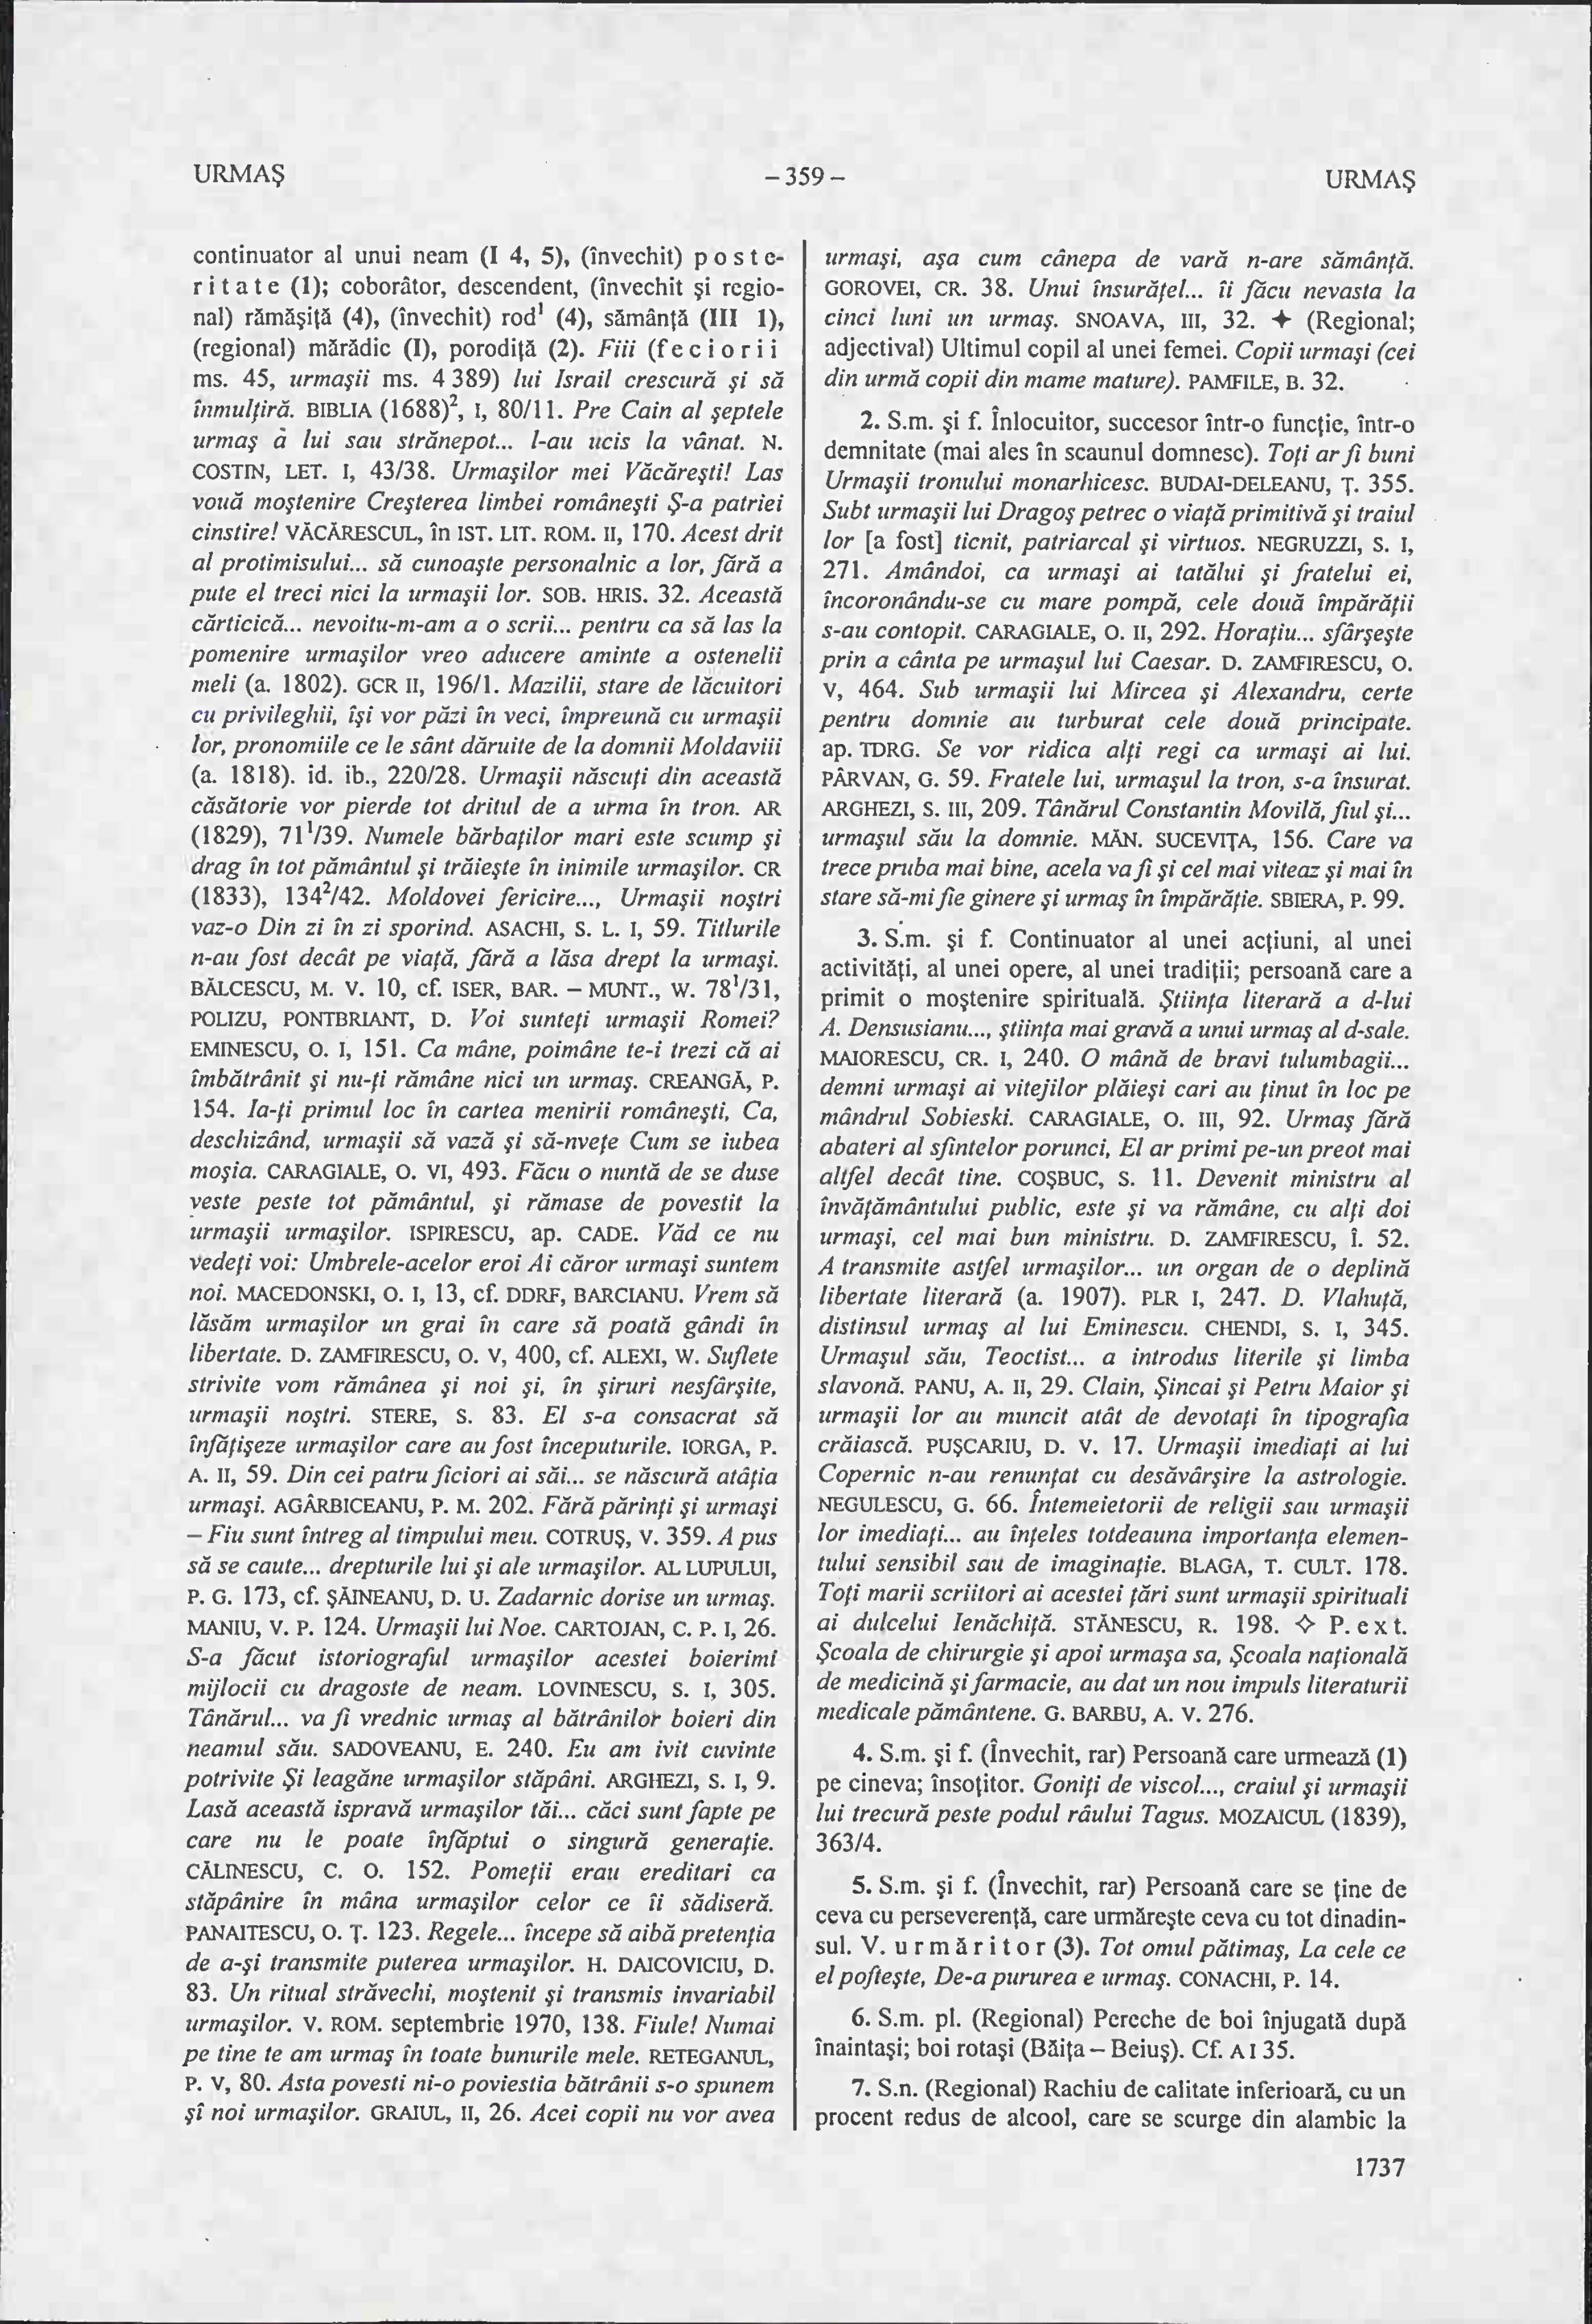 URMAŞ
– 359 –
URMAŞ
continuator al unui neam (I 4, 5), (învechit) p o s t e-
r i t a t e (1); coborâtor, descendent, (învechit şi regio-
nal) rămăşiţă (4), (învechit) rod¹ (4), sămânţă (III 1),
(regional) mărădic (I), porodiţă (2). Fiii (f e c i o r i i
ms. 45, urmaşii ms. 4 389) lui Israil crescură şi să
înmulţiră. BIBLIA (1688)², I, 80/11. Pre Cain al şeptele
urmaş a lui sau strănepot... l-au ucis la vânat. N.
COSTIN, LET. I, 43/38. Urmaşilor mei Văcăreşti! Las
vouă moştenire Creşterea limbei româneşti Ş-a patriei
cinstire! VĂCĂRESCUL, în IST. LIT. ROM. II, 170. Acest drit
al protimisului... să cunoaşte personalnic a lor, fără a
pute el treci nici la urmaşii lor. SOB. HRIS. 32. Această
cărticică... nevoitu-m-am a o scrii... pentru ca să las la
pomenire urmaşilor vreo aducere aminte a ostenelii
meli (a. 1802). GCR II, 196/1. Mazilii, stare de lăcuitori
cu privileghii, îşi vor păzi în veci, împreună cu urmaşii
lor, pronomiile ce le sânt dăruite de la domnii Moldaviii
(a. 1818). id. ib., 220/28. Urmaşii născuţi din această
căsătorie vor pierde tot dritul de a urma în tron. AR
(1829), 71¹/39. Numele bărbaţilor mari este scump şi
drag în tot pământul şi trăieşte în inimile urmaşilor. CR
(1833), 134²/42. Moldovei fericire..., Urmaşii noştri
vaz-o Din zi în zi sporind. ASACHI, S. L. I, 59. Titlurile
n-au fost decât pe viaţă, fără a lăsa drept la urmaşi.
BĂLCESCU, M. V. 10, cf. ISER, BAR. – MUNT., W. 78¹/31,
POLIZU, PONTBRIANT, D. Voi sunteţi urmaşii Romei?
EMINESCU, O. I, 151. Ca mâne, poimâne te-i trezi că ai
îmbătrânit şi nu-ţi rămâne nici un urmaş. CREANGĂ, P.
154. Ia-ţi primul loc în cartea menirii româneşti, Ca,
deschizând, urmaşii să vază şi să-nveţe Cum se iubea
moşia. CARAGIALE, O. VI, 493. Făcu o nuntă de se duse
veste peste tot pământul, şi rămase de povestit la
urmaşii urmaşilor. ISPIRESCU, ap. CADE. Văd ce nu
vedeţi voi: Umbrele-acelor eroi Ai căror urmaşi suntem
noi. MACEDONSKI, O. I, 13, cf. DDRF, BARCIANU. Vrem să
lăsăm urmaşilor un grai în care să poată gândi în
libertate. D. ZAMFIRESCU, O. V, 400, cf. ALEXI, W. Suflete
strivite vom rămânea şi noi şi, în şiruri nesfârşite,
urmaşii noştri. STERE, S. 83. El s-a consacrat să
înfăţişeze urmaşilor care au fost începuturile. IORGA, P.
A. II, 59. Din cei patru ficiori ai săi... se născură atâţia
urmaşi. AGÂRBICEANU, P. M. 202. Fără părinţi şi urmaşi
– Fiu sunt întreg al timpului meu. COTRUŞ, V. 359. A pus
să se caute... drepturile lui şi ale urmaşilor. AL LUPULUI,
P. G. 173, cf. ŞĂINEANU, D. U. Zadarnic dorise un urmaş.
MANIU, V. P. 124. Urmaşii lui Noe. CARTOJAN, C. P. I, 26.
S-a făcut istoriograful urmaşilor acestei boierimi
mijlocii cu dragoste de neam. LOVINESCU, S. I, 305.
Tânărul... va fi vrednic urmaş al bătrânilor boieri din
neamul său. SADOVEANU, E. 240. Eu am ivit cuvinte
potrivite Şi leagăne urmaşilor stăpâni. ARGHEZI, S. I, 9.
Lasă această ispravă urmaşilor tăi... căci sunt fapte pe
care nu le poate înfăptui o singură generaţie.
CĂLINESCU, C. O. 152. Pomeţii erau ereditari ca
stăpânire în mâna urmaşilor celor ce îi sădiseră.
PANAITESCU, O. Ţ. 123. Regele... începe să aibă pretenţia
de a-şi transmite puterea urmaşilor. H. DAICOVICIU, D.
83. Un ritual străvechi, moştenit şi transmis invariabil
urmaşilor. V. ROM. septembrie 1970, 138. Fiule! Numai
pe tine te am urmaş în toate bunurile mele. RETEGANUL,
P. V, 80. Asta povesti ni-o poviestia bătrânii s-o spunem
şî noi urmaşilor. GRAIUL, II, 26. Acei copii nu vor avea
urmaşi, aşa cum cânepa de vară n-are sămânţă.
GOROVEI, CR. 38. Unui însurăţel... îi făcu nevasta la
cinci luni un urmaş. SNOAVA, III, 32. ✦ (Regional;
adjectival) Ultimul copil al unei femei. Copii urmaşi (cei
din urmă copii din mame mature). PAMFILE, B. 32.
2. S.m. şi f. Înlocuitor, succesor într-o funcţie, într-o
demnitate (mai ales în scaunul domnesc). Toţi ar fi buni
Urmaşii tronului monarhicesc. BUDAI-DELEANU, Ţ. 355.
Subt urmaşii lui Dragoş petrec o viaţă primitivă şi traiul
lor [a fost] ticnit, patriarcal şi virtuos. NEGRUZZI, S. I,
271. Amândoi, ca urmaşi ai tatălui şi fratelui ei,
încoronându-se cu mare pompă, cele două împărăţii
s-au contopit. CARAGIALE, O. II, 292. Horaţiu... sfârşeşte
prin a cânta pe urmaşul lui Caesar. D. ZAMFIRESCU, O.
V, 464. Sub urmaşii lui Mircea şi Alexandru, certe
pentru domnie au turburat cele două principate.
ap. TDRG. Se vor ridica alţi regi ca urmaşi ai lui.
PÂRVAN, G. 59. Fratele lui, urmaşul la tron, s-a însurat.
ARGHEZI, S. III, 209. Tânărul Constantin Movilă, fiul şi...
urmaşul său la domnie. MĂN. SUCEVIŢA, 156. Care va
trece pruba mai bine, acela va fi şi cel mai viteaz şi mai în
stare să-mi fie ginere şi urmaş în împărăţie. SBIERA, P. 99.
3. S.m. şi f. Continuator al unei acţiuni, al unei
activităţi, al unei opere, al unei tradiţii; persoană care a
primit o moştenire spirituală. Ştiinţa literară a d-lui
A. Densusianu..., ştiinţa mai gravă a unui urmaş al d-sale.
MAIORESCU, CR. I, 240. O mână de bravi tulumbagii...
demni urmaşi ai vitejilor plăieşi cari au ţinut în loc pe
mândrul Sobieski. CARAGIALE, O. III, 92. Urmaş fără
abateri al sfintelor porunci, El ar primi pe-un preot mai
altfel decât tine. COŞBUC, S. 11. Devenit ministru al
învăţământului public, este şi va rămâne, cu alţi doi
urmaşi, cel mai bun ministru. D. ZAMFIRESCU, Î. 52.
A transmite astfel urmaşilor... un organ de o deplină
libertate literară (a. 1907). PLR I, 247. D. Vlahuţă,
distinsul urmaş al lui Eminescu. CHENDI, S. I, 345.
Urmaşul său, Teoctist... a introdus literile şi limba
slavonă. PANU, A. II, 29. Clain, Şincai şi Petru Maior şi
urmaşii lor au muncit atât de devotaţi în tipografia
crăiască. PUŞCARIU, D. V. 17. Urmaşii imediaţi ai lui
Copernic n-au renunţat cu desăvârşire la astrologie.
NEGULESCU, G. 66. Întemeietorii de religii sau urmaşii
lor imediaţi... au înţeles totdeauna importanţa elemen-
tului sensibil sau de imaginaţie. BLAGA, T. CULT. 178.
Toţi marii scriitori ai acestei ţări sunt urmaşii spirituali
ai dulcelui Ienăchiţă. STĂNESCU, R. 198. ✧ P. e x t.
Şcoala de chirurgie şi apoi urmaşa sa, Şcoala naţională
de medicină şi farmacie, au dat un nou impuls literaturii
medicale pământene. G. BARBU, A. V. 276.
4. S.m. şi f. (Învechit, rar) Persoană care urmează (1)
pe cineva; însoţitor. Goniţi de viscol..., craiul şi urmaşii
lui trecură peste podul râului Tagus. MOZAICUL (1839),
363/4.
5. S.m. şi f. (Învechit, rar) Persoană care se ţine de
ceva cu perseverenţă, care urmăreşte ceva cu tot dinadin-
sul. V. u r m ă r i t o r (3). Tot omul pătimaş, La cele ce
el pofteşte, De-a pururea e urmaş. CONACHI, P. 14.
6. S.m. pl. (Regional) Pereche de boi înjugată după
înaintaşi; boi rotaşi (Băiţa – Beiuş). Cf. A I 35.
7. S.n. (Regional) Rachiu de calitate inferioară, cu un
procent redus de alcool, care se scurge din alambic la
1737